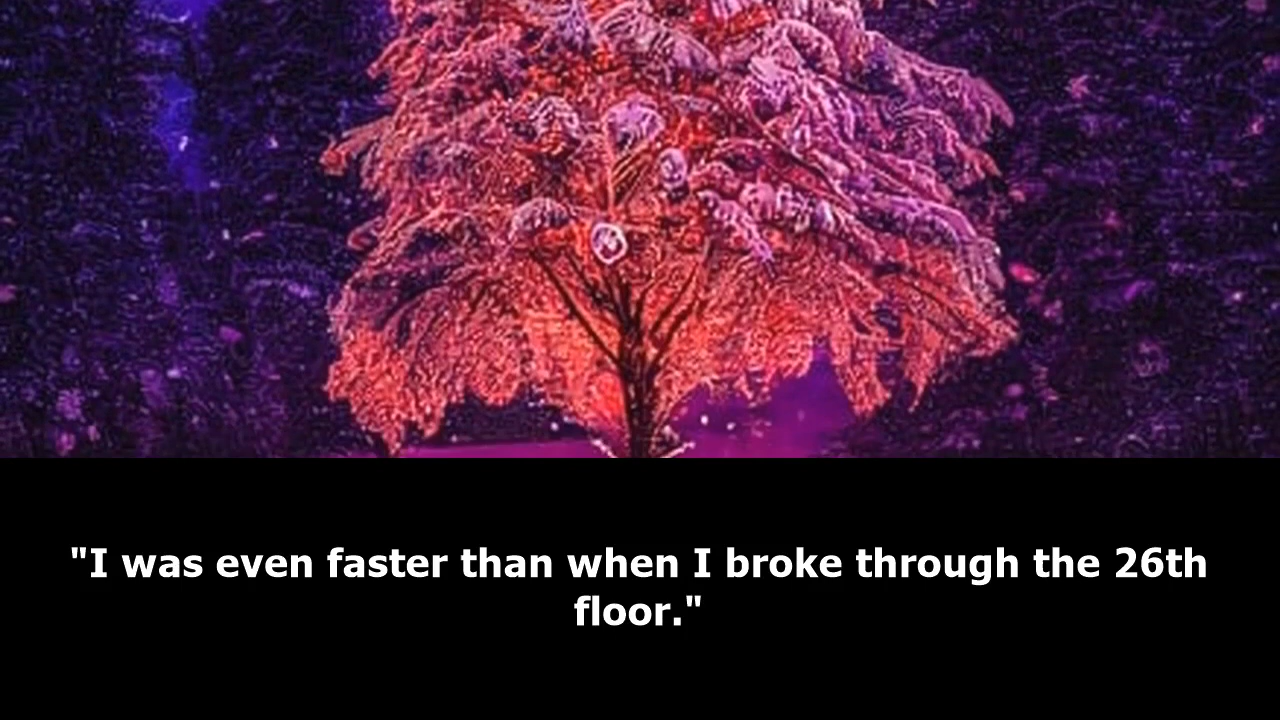 "I was even faster than when I broke through the 26th
floor."